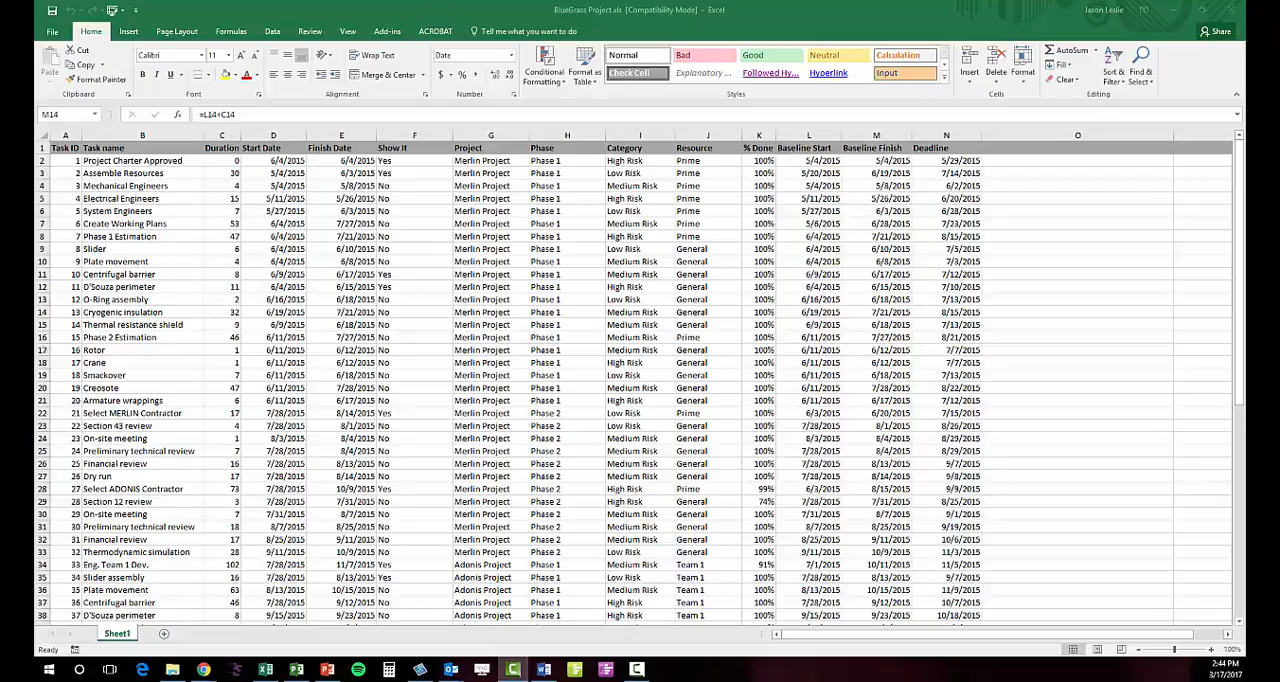 BlueGrass Project.xls [Compatibility Mode] - Excel
Jason Leslie
File Home Insert Page Layout Formulas Data Review View Add-ins ACROBAT Tell me what you want to do Share
Paste Cut Copy Format Painter Clipboard
Calibri 11 B I U A Font
Wrap Text Merge & Center Alignment
Date $ % Number
Conditional Formatting Format as Table
Normal Bad Good Neutral Calculation
Check Cell Explanatory ... Followed Hy... Hyperlink Input
Styles
Insert Delete Format Cells
AutoSum Fill Clear Sort & Filter Find & Select Editing
M14 fx =L14+C14
A B C D E F G H I J K L M N O
1 Task ID Task name Duration Start Date Finish Date Show It Project Phase Category Resource % Done Baseline Start Baseline Finish Deadline
2 1 Project Charter Approved 0 6/4/2015 6/4/2015 Yes Merlin Project Phase 1 High Risk Prime 100% 5/4/2015 5/4/2015 5/29/2015
3 2 Assemble Resources 30 5/4/2015 6/3/2015 Yes Merlin Project Phase 1 Low Risk Prime 100% 5/20/2015 6/19/2015 7/14/2015
4 3 Mechanical Engineers 4 5/4/2015 5/8/2015 No Merlin Project Phase 1 Medium Risk Prime 100% 5/4/2015 5/8/2015 6/2/2015
5 4 Electrical Engineers 15 5/11/2015 5/26/2015 No Merlin Project Phase 1 High Risk Prime 100% 5/11/2015 5/26/2015 6/20/2015
6 5 System Engineers 7 5/27/2015 6/3/2015 No Merlin Project Phase 1 Low Risk Prime 100% 5/27/2015 6/3/2015 6/28/2015
7 6 Create Working Plans 53 6/4/2015 7/27/2015 No Merlin Project Phase 1 Medium Risk Prime 100% 5/6/2015 6/28/2015 7/23/2015
8 7 Phase 1 Estimation 47 6/4/2015 7/21/2015 No Merlin Project Phase 1 High Risk Prime 100% 6/4/2015 7/21/2015 8/15/2015
9 8 Slider 6 6/4/2015 6/10/2015 No Merlin Project Phase 1 Low Risk General 100% 6/4/2015 6/10/2015 7/5/2015
10 9 Plate movement 4 6/4/2015 6/8/2015 No Merlin Project Phase 1 Medium Risk General 100% 6/4/2015 6/8/2015 7/3/2015
11 10 Centrifugal barrier 8 6/9/2015 6/17/2015 Yes Merlin Project Phase 1 Medium Risk General 100% 6/9/2015 6/17/2015 7/12/2015
12 11 D'Souza perimeter 11 6/4/2015 6/15/2015 Yes Merlin Project Phase 1 High Risk General 100% 6/4/2015 6/15/2015 7/10/2015
13 12 O-Ring assembly 2 6/16/2015 6/18/2015 No Merlin Project Phase 1 Low Risk General 100% 6/16/2015 6/18/2015 7/13/2015
14 13 Cryogenic insulation 32 6/19/2015 7/21/2015 No Merlin Project Phase 1 Medium Risk General 100% 6/19/2015 7/21/2015 8/15/2015
15 14 Thermal resistance shield 9 6/9/2015 6/18/2015 No Merlin Project Phase 1 High Risk General 100% 6/9/2015 6/18/2015 7/13/2015
16 15 Phase 2 Estimation 46 6/11/2015 7/27/2015 No Merlin Project Phase 1 Medium Risk Prime 100% 6/11/2015 7/27/2015 8/21/2015
17 16 Rotor 1 6/11/2015 6/12/2015 No Merlin Project Phase 1 Medium Risk General 100% 6/11/2015 6/12/2015 7/7/2015
18 17 Crane 1 6/11/2015 6/12/2015 No Merlin Project Phase 1 High Risk General 100% 6/11/2015 6/12/2015 7/7/2015
19 18 Smackover 7 6/11/2015 6/18/2015 No Merlin Project Phase 1 Low Risk General 100% 6/11/2015 6/18/2015 7/13/2015
20 19 Creosote 47 6/11/2015 7/28/2015 No Merlin Project Phase 1 Medium Risk General 100% 6/11/2015 7/28/2015 8/22/2015
21 20 Armature wrappings 6 6/11/2015 6/17/2015 No Merlin Project Phase 1 High Risk General 100% 6/11/2015 6/17/2015 7/12/2015
22 21 Select MERLIN Contractor 17 7/28/2015 8/14/2015 Yes Merlin Project Phase 2 Low Risk Prime 100% 6/3/2015 6/20/2015 7/15/2015
23 22 Section 43 review 4 7/28/2015 8/1/2015 No Merlin Project Phase 2 Low Risk General 100% 7/28/2015 8/1/2015 8/26/2015
24 23 On-site meeting 1 8/3/2015 8/4/2015 No Merlin Project Phase 2 Medium Risk General 100% 8/3/2015 8/4/2015 8/29/2015
25 24 Preliminary technical review 7 7/28/2015 8/4/2015 No Merlin Project Phase 2 Medium Risk General 100% 7/28/2015 8/4/2015 8/29/2015
26 25 Financial review 16 7/28/2015 8/13/2015 No Merlin Project Phase 2 Medium Risk General 100% 7/28/2015 8/13/2015 9/7/2015
27 26 Dry run 17 7/28/2015 8/14/2015 No Merlin Project Phase 2 Medium Risk General 100% 7/28/2015 8/14/2015 9/8/2015
28 27 Select ADONIS Contractor 73 7/28/2015 10/9/2015 Yes Merlin Project Phase 2 High Risk Prime 99% 6/3/2015 8/15/2015 9/9/2015
29 28 Section 12 review 3 7/28/2015 7/31/2015 No Merlin Project Phase 2 High Risk General 74% 7/28/2015 7/31/2015 8/25/2015
30 29 On-site meeting 7 7/31/2015 8/7/2015 No Merlin Project Phase 2 Medium Risk General 100% 7/31/2015 8/7/2015 9/1/2015
31 30 Preliminary technical review 18 8/7/2015 8/25/2015 No Merlin Project Phase 2 Medium Risk General 100% 8/7/2015 8/25/2015 9/19/2015
32 31 Financial review 17 8/25/2015 9/11/2015 No Merlin Project Phase 2 Medium Risk General 100% 8/25/2015 9/11/2015 10/6/2015
33 32 Thermodynamic simulation 28 9/11/2015 10/9/2015 No Merlin Project Phase 2 Low Risk General 100% 9/11/2015 10/9/2015 11/3/2015
34 33 Eng. Team 1 Dev. 102 7/28/2015 11/7/2015 Yes Adonis Project Phase 1 Medium Risk Team 1 91% 7/1/2015 10/11/2015 11/5/2015
35 34 Slider assembly 16 7/28/2015 8/13/2015 Yes Adonis Project Phase 1 Low Risk Team 1 100% 7/28/2015 8/13/2015 9/7/2015
36 35 Plate movement 63 8/13/2015 10/15/2015 No Adonis Project Phase 1 Medium Risk Team 1 100% 8/13/2015 10/15/2015 11/9/2015
37 36 Centrifugal barrier 46 7/28/2015 9/12/2015 No Adonis Project Phase 1 High Risk Team 1 100% 7/28/2015 9/12/2015 10/7/2015
38 37 D'Souza perimeter 8 9/15/2015 9/23/2015 No Adonis Project Phase 1 High Risk Team 1 100% 9/15/2015 9/23/2015 10/18/2015
Sheet1
Ready 100%
2:44 PM
3/17/2017